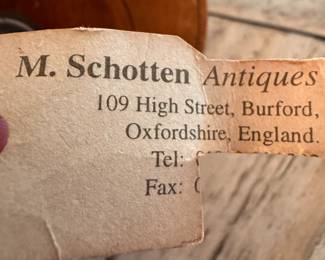 M. Schotten Antiques
109 High Street, Burford,
Oxfordshire, England.
Tel:
Fax: